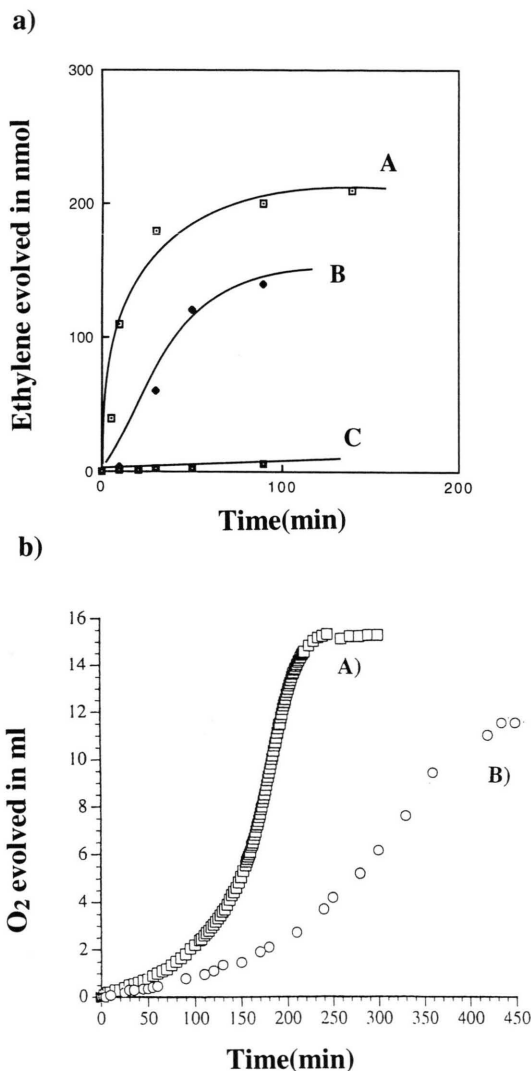 a)
300
200
100
0
Ethylene evolved in nmol
A
B
C
0 100 200
Time(min)
b)
16
14
12
10
8
6
4
2
0
O2 evolved in ml
A)
B)
0 50 100 150 200 250 300 350 400 450
Time(min)